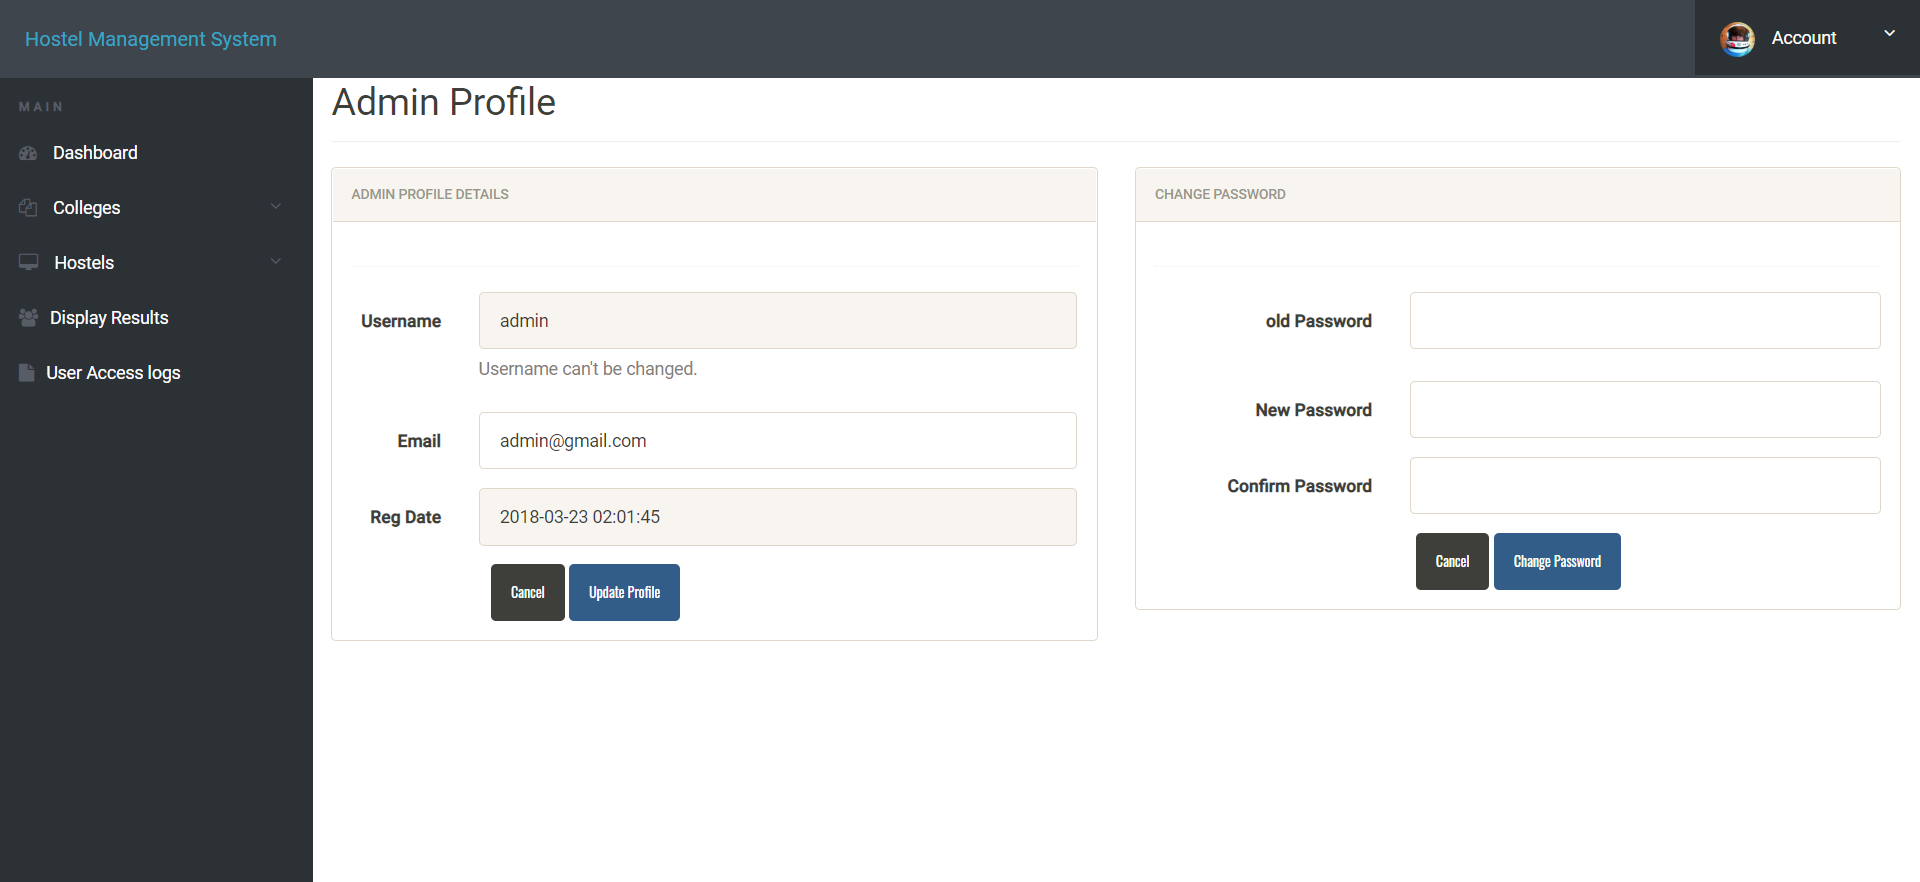 Hostel Management System
Account
MAIN
Dashboard
Colleges
Hostels
Display Results
User Access logs
Admin Profile
ADMIN PROFILE DETAILS
Username
admin
Username can't be changed.
Email
admin@gmail.com
Reg Date
2018-03-23 02:01:45
Cancel
Update Profile
CHANGE PASSWORD
old Password
New Password
Confirm Password
Cancel
Change Password